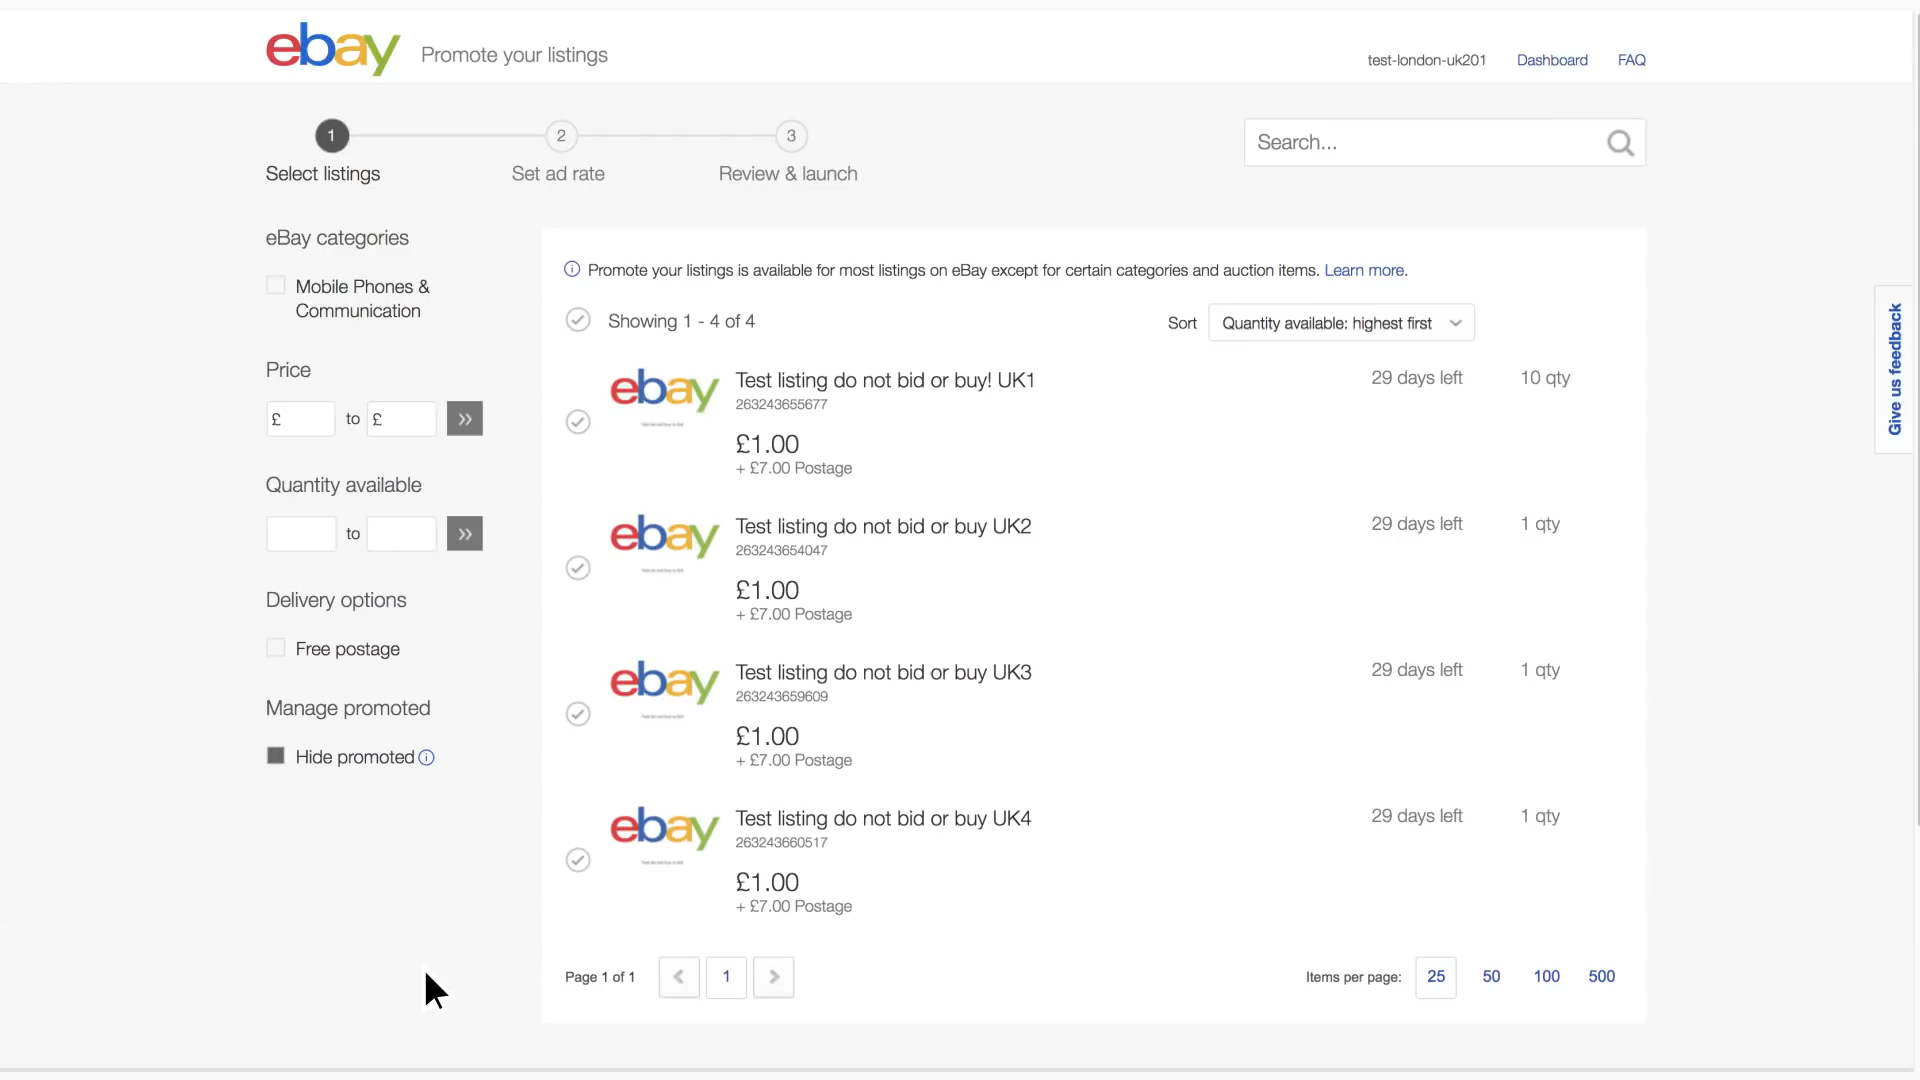 ebay Promote your listings
test-london-uk201 Dashboard FAQ
1 2 3
Select listings Set ad rate Review & launch
Search...
eBay categories
Mobile Phones &
Communication
Price
£ to £ »
Quantity available
to »
Delivery options
Free postage
Manage promoted
Hide promoted
Promote your listings is available for most listings on eBay except for certain categories and auction items. Learn more.
Showing 1 - 4 of 4
Sort Quantity available: highest first
ebay
Test listing do not bid or buy! UK1
263243655677
£1.00
+ £7.00 Postage
29 days left 10 qty
ebay
Test listing do not bid or buy UK2
263243654047
£1.00
+ £7.00 Postage
29 days left 1 qty
ebay
Test listing do not bid or buy UK3
263243659609
£1.00
+ £7.00 Postage
29 days left 1 qty
ebay
Test listing do not bid or buy UK4
263243660517
£1.00
+ £7.00 Postage
29 days left 1 qty
Page 1 of 1 < 1 >
Items per page: 25 50 100 500
Give us feedback